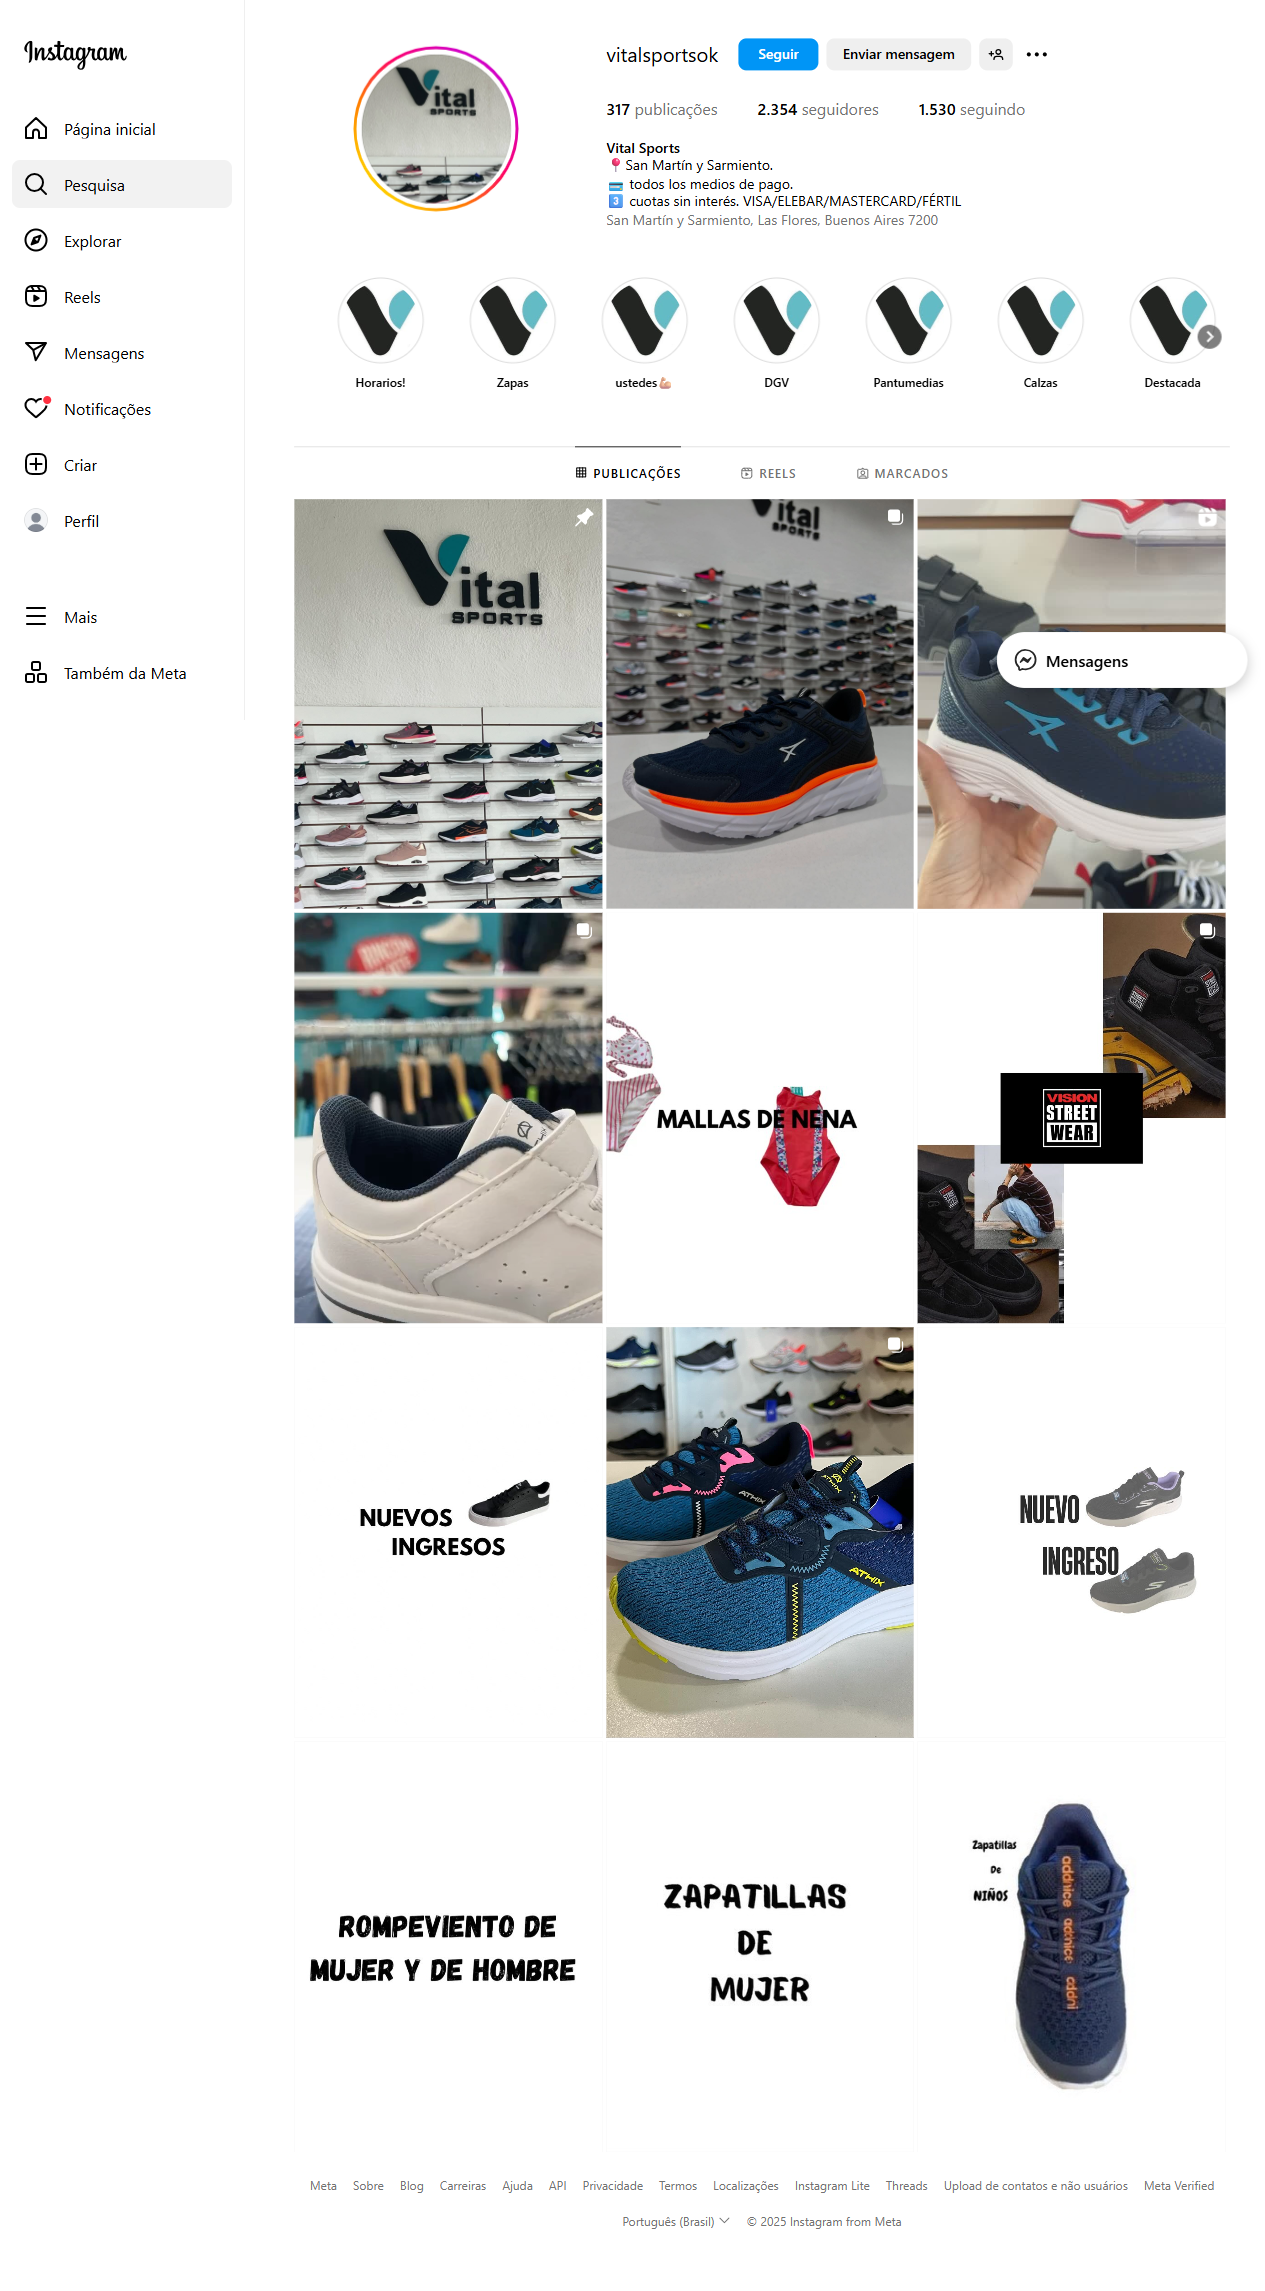 Instagram
Página inicial
Pesquisa
Explorar
Reels
Mensagens
Notificações
Criar
Perfil
Mais
Também da Meta
vitalsportsok
Seguir
Enviar mensagem
317 publicações
2.354 seguidores
1.530 seguindo
Vital Sports
San Martín y Sarmiento.
todos los medios de pago.
3 cuotas sin interés. VISA/ELEBAR/MASTERCARD/FÉRTIL
San Martín y Sarmiento, Las Flores, Buenos Aires 7200
Vital
SPORTS
Horarios!
Zapas
ustedes
DGV
Pantumedias
Calzas
Destacada
PUBLICAÇÕES
REELS
MARCADOS
Vital
SPORTS
Vital
SPORTS
Mensagens
MALLAS DE NENA
VISION
STREET
WEAR
NUEVOS
INGRESOS
ATHIX
ATHIX
ATHIX
NUEVO
INGRESO
ROMPEVIENTO DE
MUJER Y DE HOMBRE
ZAPATILLAS
DE
MUJER
Zapatillas
De
NIÑOS
addnice
Meta
Sobre
Blog
Carreiras
Ajuda
API
Privacidade
Termos
Localizações
Instagram Lite
Threads
Upload de contatos e não usuários
Meta Verified
Português (Brasil)
© 2025 Instagram from Meta